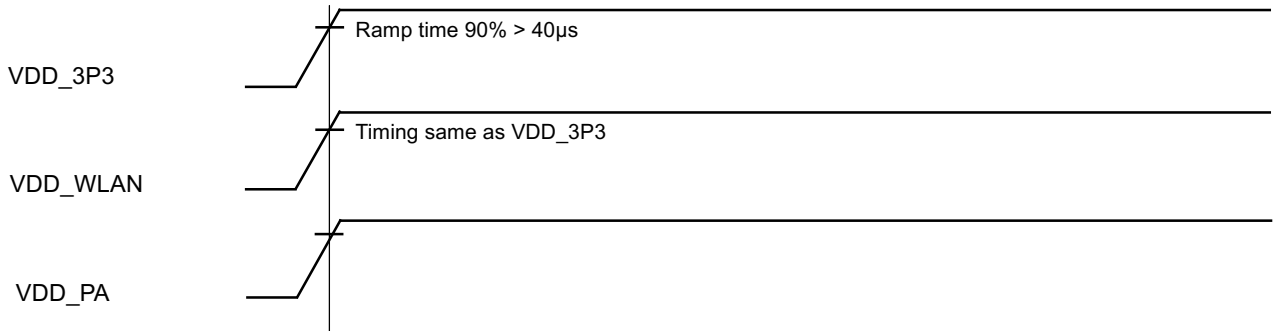 Ramp time 90% > 40µs
VDD_3P3
Timing same as VDD_3P3
VDD_WLAN
VDD_PA